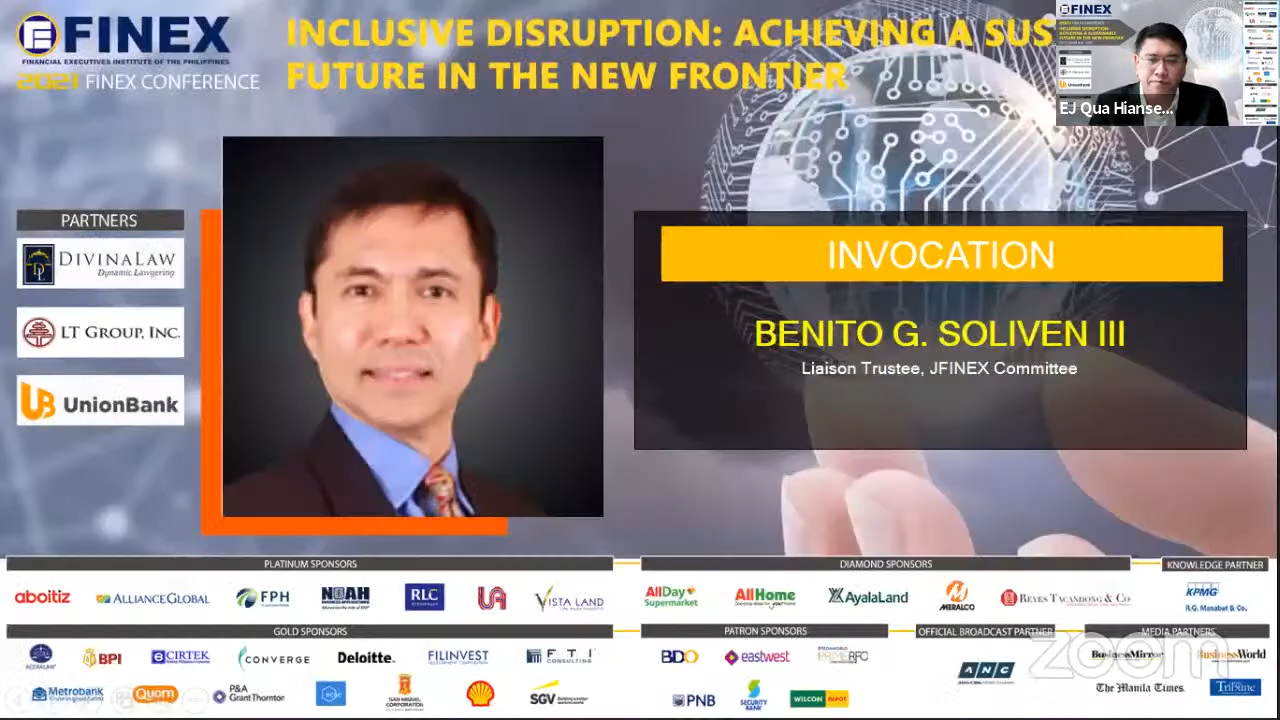 FINEX
FINANCIAL EXECUTIVES INSTITUTE OF THE PHILIPPINES
2021 FINEX CONFERENCE
INCLUSIVE DISRUPTION: ACHIEVING A SUS
FUTURE IN THE NEW FRONTIER
FINEX
EJ Qua Hianse...
PARTNERS
DIVINALAW
Dynamic Lawyering
LT GROUP, INC.
UnionBank
INVOCATION
BENITO G. SOLIVEN III
Liaison Trustee, JFINEX Committee
PLATINUM SPONSORS
DIAMOND SPONSORS
KNOWLEDGE PARTNER
aboitiz
ALLIANCE GLOBAL
FPH
NOAH
RLC
VISTA LAND
AllDay
Supermarket
AllHome
AyalaLand
MERALCO
REYES TACANDONG & CO
KPMG
R.G. Manabat & Co.
GOLD SPONSORS
PATRON SPONSORS
OFFICIAL BROADCAST PARTNER
MEDIA PARTNERS
ACCRALAW
BPI
CIRTEK
CONVERGE
Deloitte.
FILINVEST
FTI
CONSULTING
BDO
eastwest
ANC
zoom
BusinessMirror
BusinessWorld
Metrobank
Quom
P&A
Grant Thornton
SAN MIGUEL
CORPORATION
SGV
PNB
SECURITY
BANK
WILCON DEPOT
The Manila Times.
Tribune